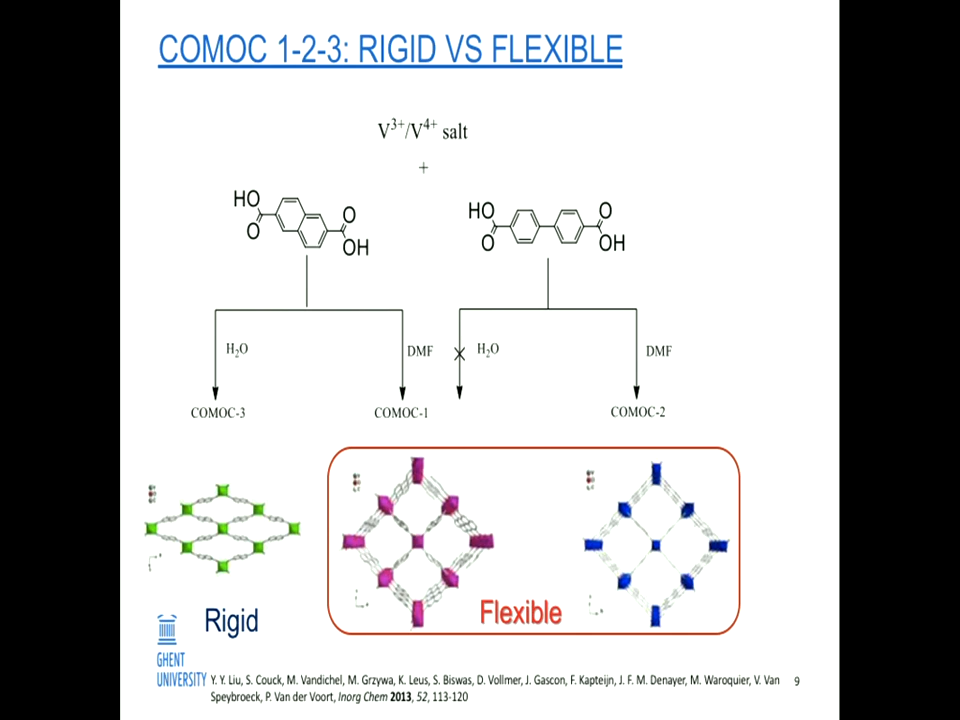 COMOC 1-2-3: RIGID VS FLEXIBLE
V³⁺/V⁴⁺ salt
+
HO
O
O
OH
HO
O
O
OH
H₂O
DMF
H₂O
DMF
COMOC-3
COMOC-1
COMOC-2
Rigid
Flexible
GHENT
UNIVERSITY
Y. Y. Liu, S. Couck, M. Vandichel, M. Grzywa, K. Leus, S. Biswas, D. Vollmer, J. Gascon, F. Kapteijn, J. F. M. Denayer, M. Waroquier, V. Van
Speybroeck, P. Van der Voort, Inorg Chem 2013, 52, 113-120
9